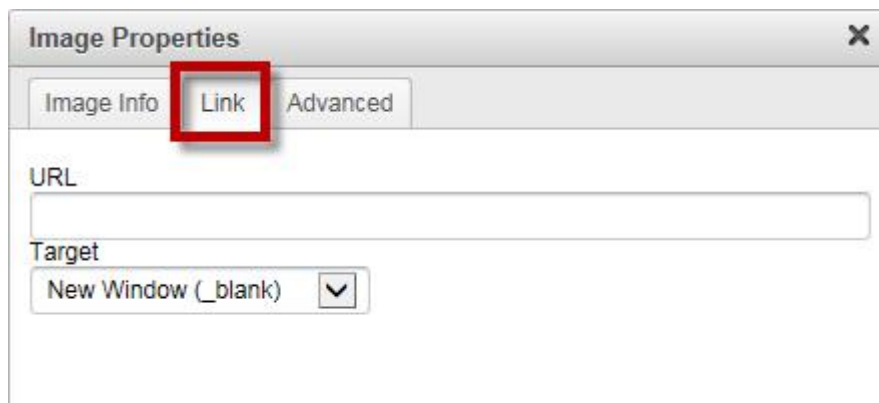 Image Properties
Image Info Link Advanced
URL
Target
New Window (_blank)